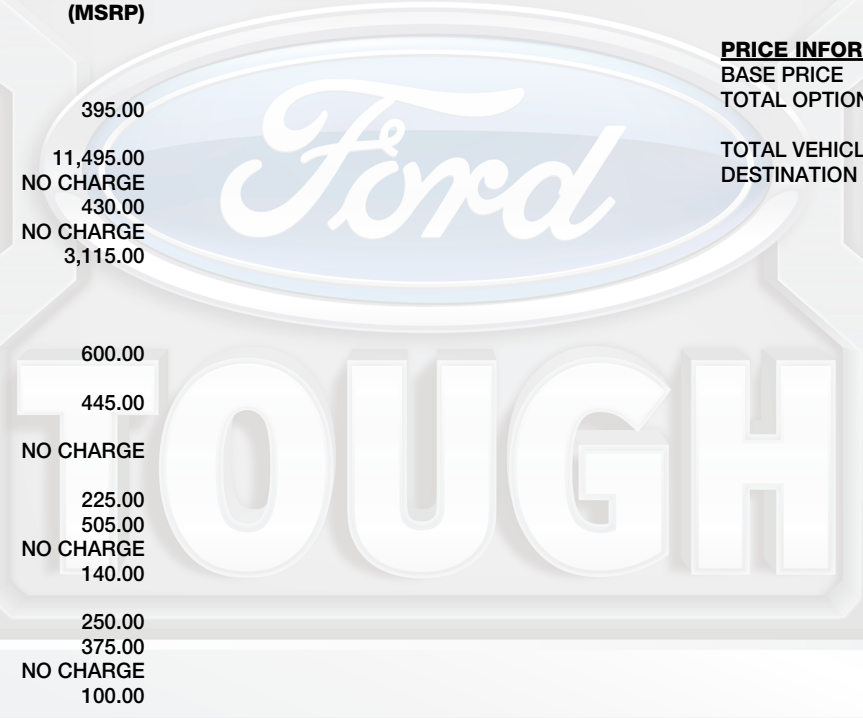 (MSRP)
395.00
11,495.00
NO CHARGE
430.00
NO CHARGE
3,115.00
600.00
445.00
NO CHARGE
225.00
505.00
NO CHARGE
140.00
250.00
375.00
NO CHARGE
100.00
PRICE INFOR
BASE PRICE
TOTAL OPTION
TOTAL VEHICL
DESTINATION
Ford
TOUGH